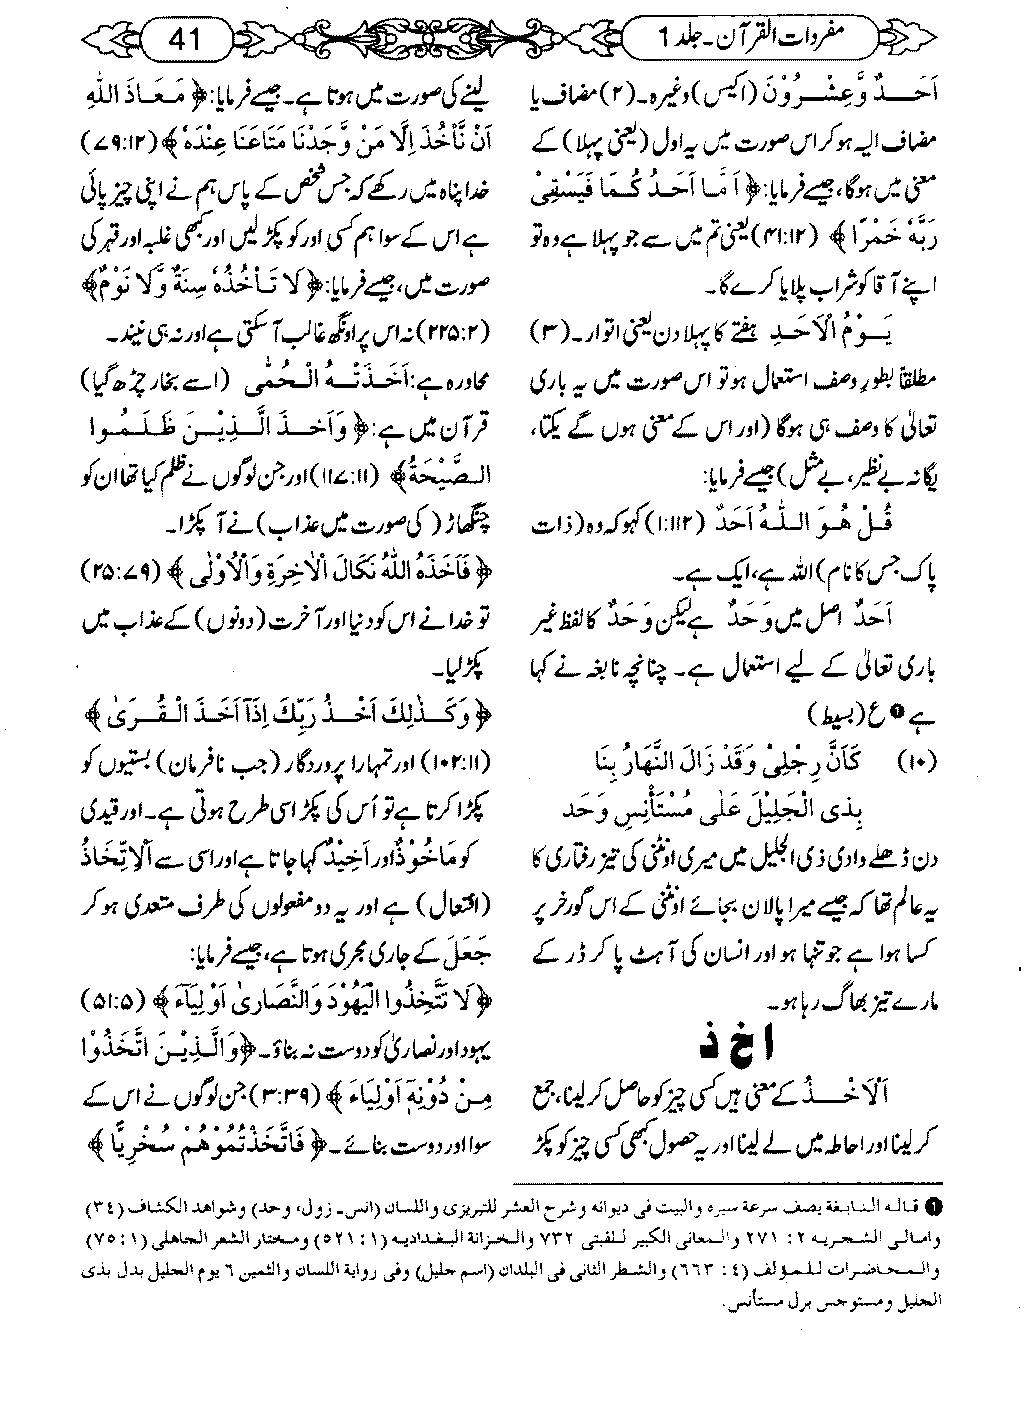 مفردات القرآن ۔ جلد 1
41
اَحَدٌ وَّعِشْرُوْنَ (اکیس) وغیرہ۔ (۲) مضاف یا
مضاف الیہ ہوکر اس صورت میں یہ اول (یعنی پہلا) کے
معنی میں ہوگا، جیسے فرمایا: ﴿اَمَّا اَحَدُ كُمَا فَيَسْقِىْ
رَبَّهٗ خَمْرًا﴾ (۴۱:۱۲) یعنی تم میں سے جو پہلا ہے وہ تو
اپنے آقا کو شراب پلایا کرے گا۔
يَوْمُ الْاَحَدِ ہفتے کا پہلا دن یعنی اتوار۔ (۳)
مطلقاً بطور وصف استعمال ہو تو اس صورت میں یہ باری
تعالیٰ کا وصف ہی ہوگا (اور اس کے معنی ہوں گے یکتا،
یگانہ بے نظیر، بے مثل) جیسے فرمایا:
قُلْ هُوَ اللّٰهُ اَحَدٌ (۱:۱۱۲) کہو کہ وہ (ذات
پاک جس کا نام) اللہ ہے، ایک ہے۔
اَحَدٌ اصل میں وَحَدٌ ہے لیکن وَحَدٌ کا لفظ غیر
باری تعالیٰ کے لیے استعمال ہے۔ چنانچہ نابغہ نے کہا
ہے ❶ ع (بسیط)
(۱۰) كَاَنَّ رِجْلِىْ وَقَدْ زَالَ النَّهَارُ بِنَا
بِذِى الْجَلِيْلَ عَلٰى مُسْتَأْنِسٍ وَحَد
دن ڈھلے وادی ذی الجلیل میں میری اونٹنی کی تیز رفتاری کا
یہ عالم تھا کہ جیسے میرا پالان بجائے اونٹنی کے اس گورخر پر
کسا ہوا ہے جو تنہا ہو اور انسان کی آہٹ پا کر ڈر کے
مارے تیز بھاگ رہا ہو۔
ا خ ذ
اَلْاَخْذُ کے معنی ہیں کسی چیز کو حاصل کر لینا، جمع
کر لینا اور احاطہ میں لے لینا اور یہ حصول کبھی کسی چیز کو پکڑ
لینے کی صورت میں ہوتا ہے۔ جیسے فرمایا: ﴿مَعَاذَ اللّٰهِ
اَنْ نَّاْخُذَ اِلَّا مَنْ وَّجَدْنَا مَتَاعَنَا عِنْدَهٗ﴾ (۷۹:۱۲)
خدا پناہ میں رکھے کہ جس شخص کے پاس ہم نے اپنی چیز پائی
ہے اس کے سوا ہم کسی اور کو پکڑ لیں اور کبھی غلبہ اور قہر کی
صورت میں، جیسے فرمایا: ﴿لَا تَاْخُذُهٗ سِنَةٌ وَّلَا نَوْمٌ﴾
(۲۲۵:۲) نہ اس پر اونگھ غالب آ سکتی ہے اور نہ ہی نیند۔
محاورہ ہے: اَخَذَتْهُ الْحُمّٰى (اسے بخار چڑھ گیا)
قرآن میں ہے: ﴿وَاَخَذَ الَّذِيْنَ ظَلَمُوا
الصَّيْحَةُ﴾ (۱۱:۶۷) اور جن لوگوں نے ظلم کیا تھا ان کو
چنگھاڑ (کی صورت میں عذاب) نے آ پکڑا۔
﴿فَاَخَذَهُ اللّٰهُ نَكَالَ الْاٰخِرَةِ وَالْاُوْلٰى﴾ (۲۵:۷۹)
تو خدا نے اس کو دنیا اور آخرت (دونوں) کے عذاب میں
پکڑ لیا۔
﴿وَكَذٰلِكَ اَخْذُ رَبِّكَ اِذَآ اَخَذَ الْقُرٰى﴾
(۱۰۲:۱۱) اور تمہارا پروردگار (جب نافرمان) بستیوں کو
پکڑا کرتا ہے تو اُس کی پکڑ اسی طرح ہوتی ہے۔ اور قیدی
کو مَاخُوْذٌ اور اَخِيْذٌ کہا جاتا ہے اور اسی سے اَلْاِتِّخَاذُ
(افتعال) ہے اور یہ دو مفعولوں کی طرف متعدی ہوکر
جَعَلَ کے جاری مجری ہوتا ہے، جیسے فرمایا:
﴿لَا تَتَّخِذُوا الْيَهُوْدَ وَالنَّصَارٰى اَوْلِيَآءَ﴾ (۵۱:۵)
یہود اور نصاریٰ کو دوست نہ بناؤ۔ ﴿وَالَّذِيْنَ اتَّخَذُوْا
مِنْ دُوْنِهٖٓ اَوْلِيَاءَ﴾ (۳:۳۹) جن لوگوں نے اس کے
سوا اور دوست بنائے۔ ﴿فَاتَّخَذْتُمُوْهُمْ سُخْرِيًّا﴾
❶ قاله النابغة يصف سرعة سيره والبيت فى ديوانه وشرح العشر للتبريزى واللسان (انس۔ زول، وحد) وشواهد الكشاف (٣٤)
وامالى الشجريه ٢ : ٢٧١ والمعانى الكبير للقبتى ٧٣٢ والخزانة البغدادية (١ : ٥٢١) ومختار الشعر الجاهلى (١ : ٧٥)
والمحاضرات للمؤلف (٤ : ٦٦٣) والشطر الثانى فى البلدان (اسم جليل) وفى رواية اللسان والثمين ٦ يوم الجليل بدل بذى
الجليل ومستوجس برل مستأنس.